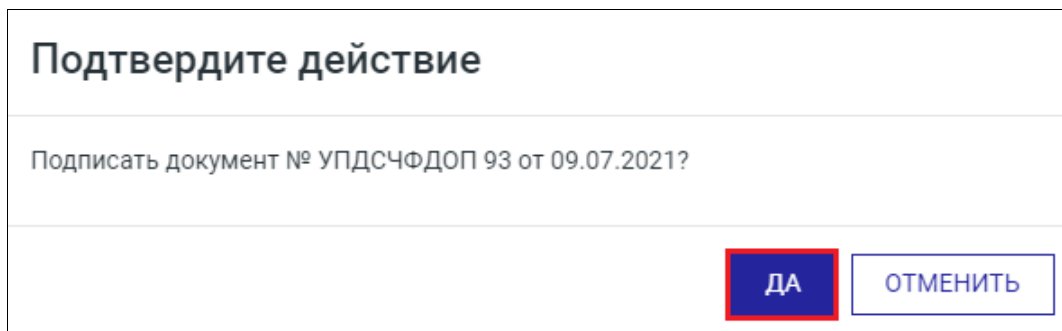 Подтвердите действие
Подписать документ № УПДСЧФДОП 93 от 09.07.2021?
ДА ОТМЕНИТЬ